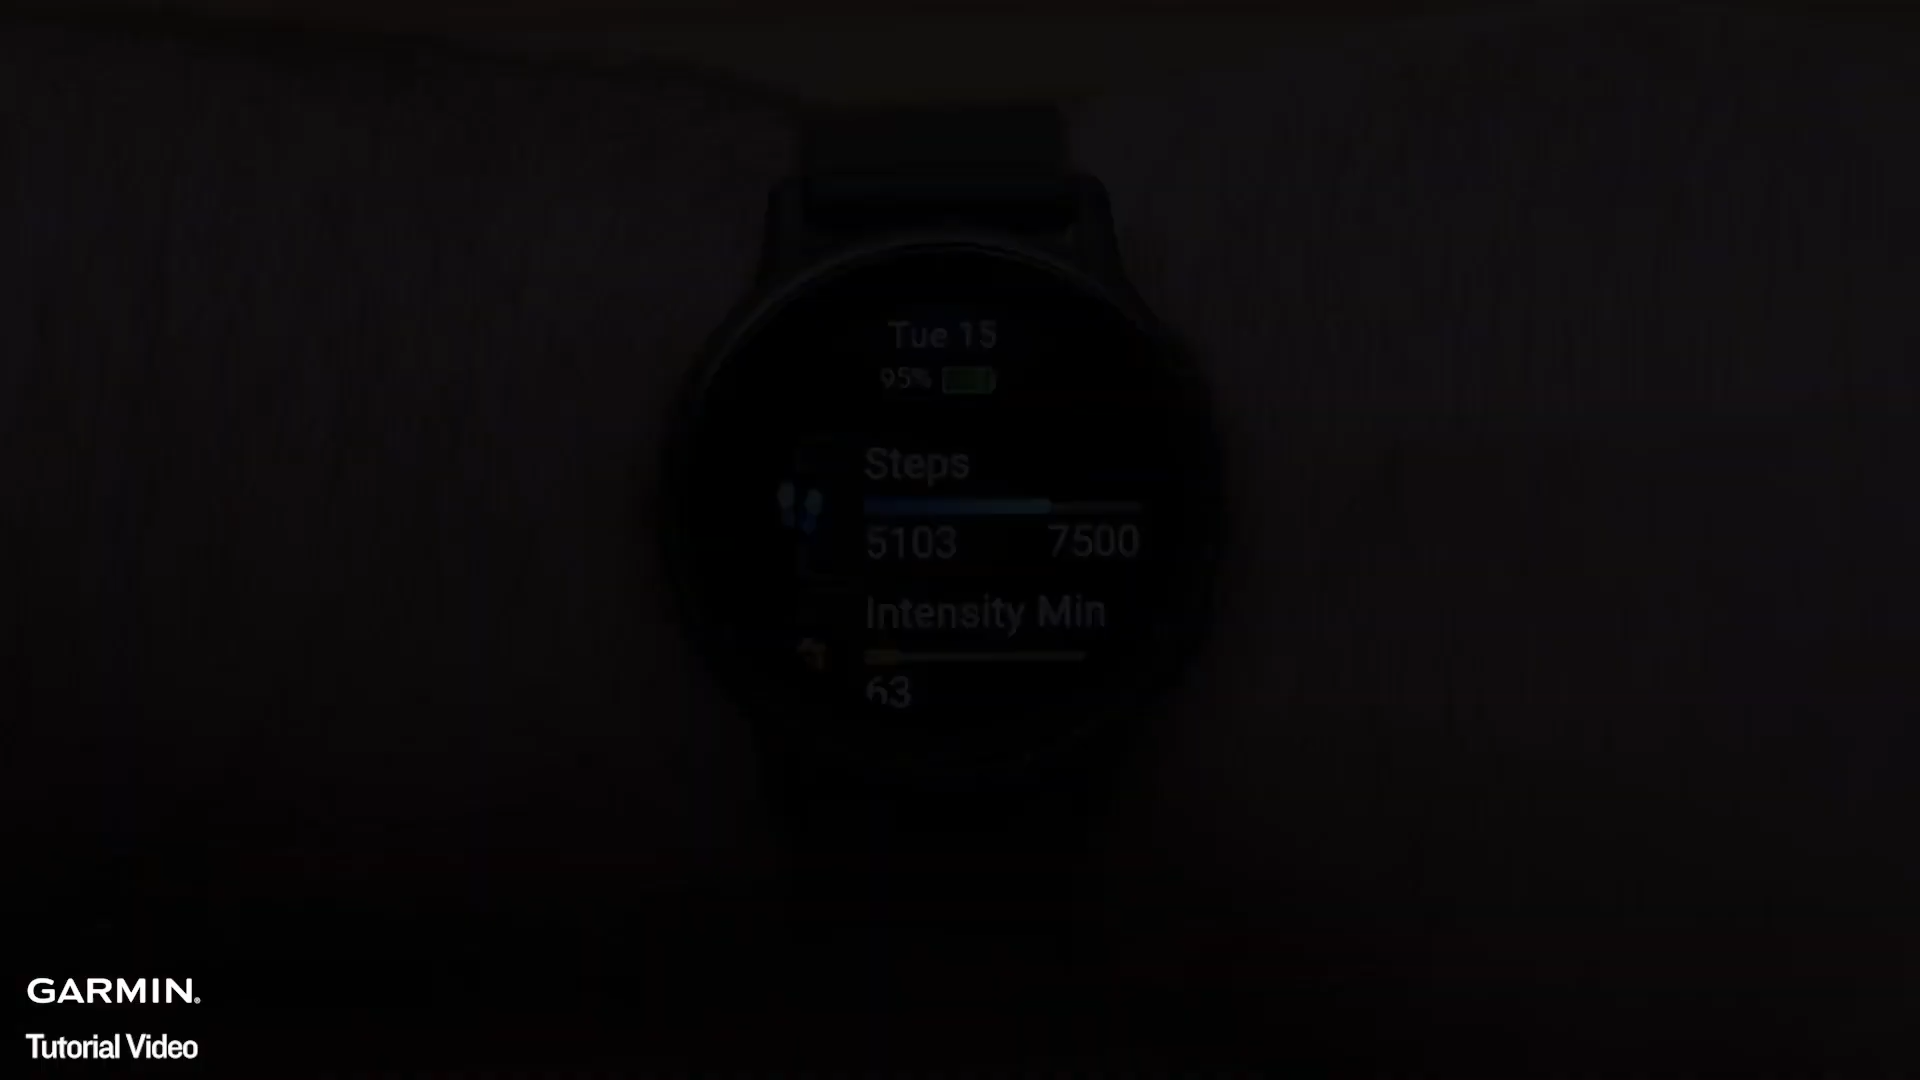 Tue 15
95%
Steps
5103 7500
Intensity Min
63
GARMIN.
Tutorial Video